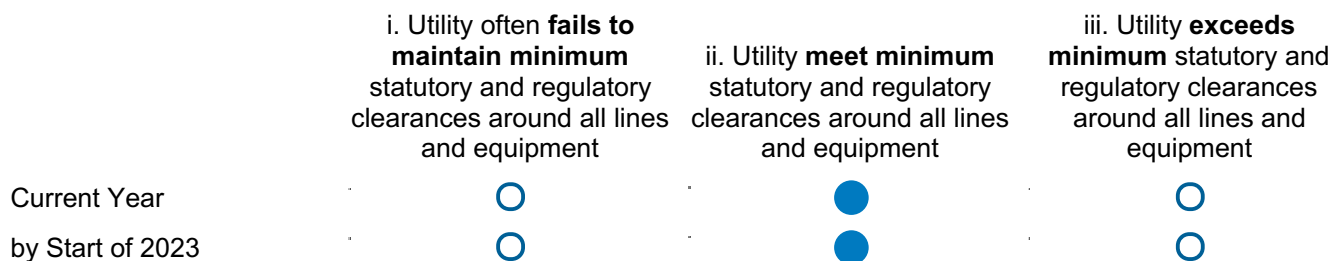 i. Utility often fails to
maintain minimum
statutory and regulatory
clearances around all lines
and equipment
ii. Utility meet minimum
statutory and regulatory
clearances around all lines
and equipment
iii. Utility exceeds
minimum statutory and
regulatory clearances
around all lines and
equipment
Current Year
by Start of 2023